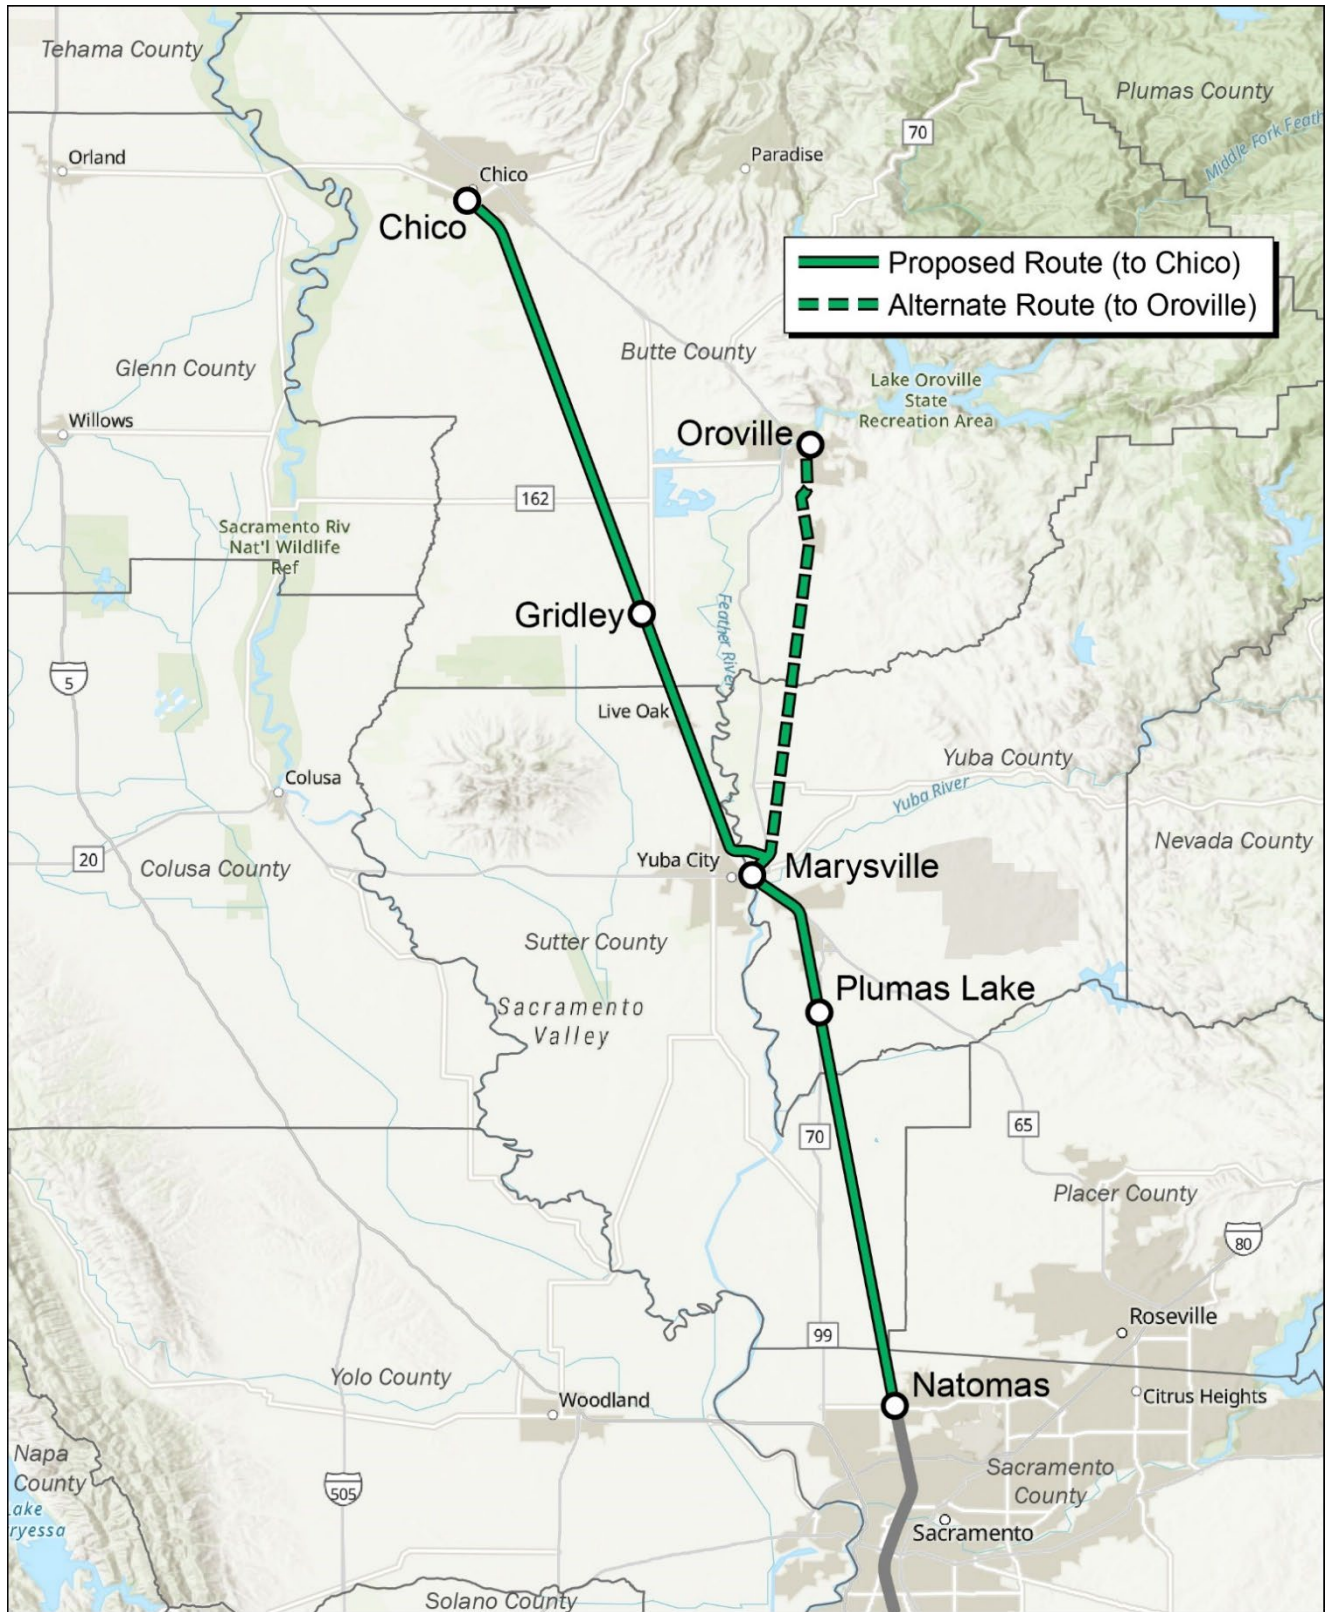 Tehama County
Plumas County
70
Middle Fork Feath
Orland
Paradise
Chico
Chico
Proposed Route (to Chico)
Alternate Route (to Oroville)
Butte County
Glenn County
Lake Oroville
State
Recreation Area
Willows
Oroville
162
Sacramento Riv
Nat'l Wildlife
Ref
Gridley
Feather River
5
Live Oak
Yuba County
Colusa
Yuba River
Nevada County
20
Colusa County
Yuba City
Marysville
Sutter County
Plumas Lake
Sacramento
Valley
70
65
Placer County
80
Roseville
99
Yolo County
Natomas
Citrus Heights
Woodland
Napa
County
505
Sacramento
County
ake
ryessa
Sacramento
Solano County